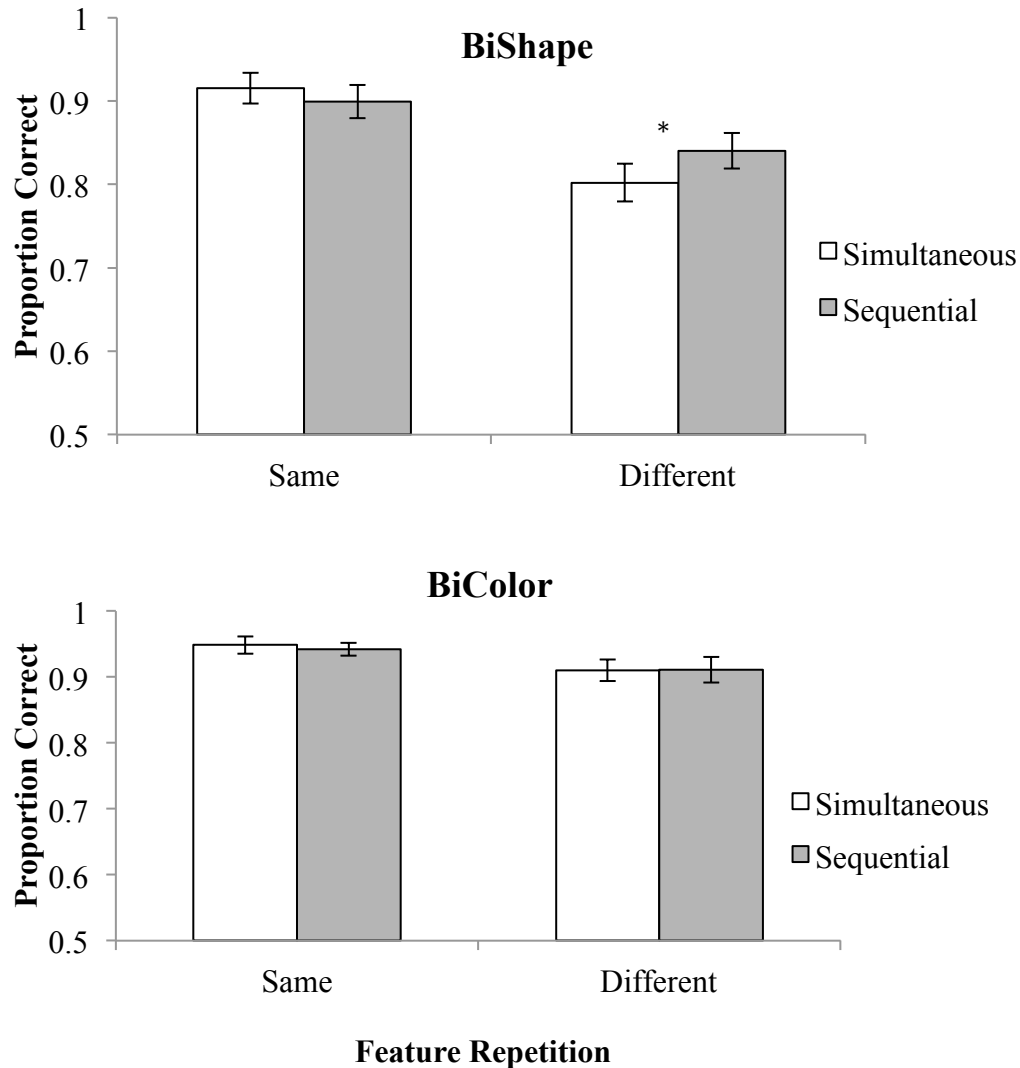 BiShape
Proportion Correct
1
0.9
0.8
0.7
0.6
0.5
*
Same Different
Simultaneous
Sequential
BiColor
Proportion Correct
1
0.9
0.8
0.7
0.6
0.5
Same Different
Simultaneous
Sequential
Feature Repetition